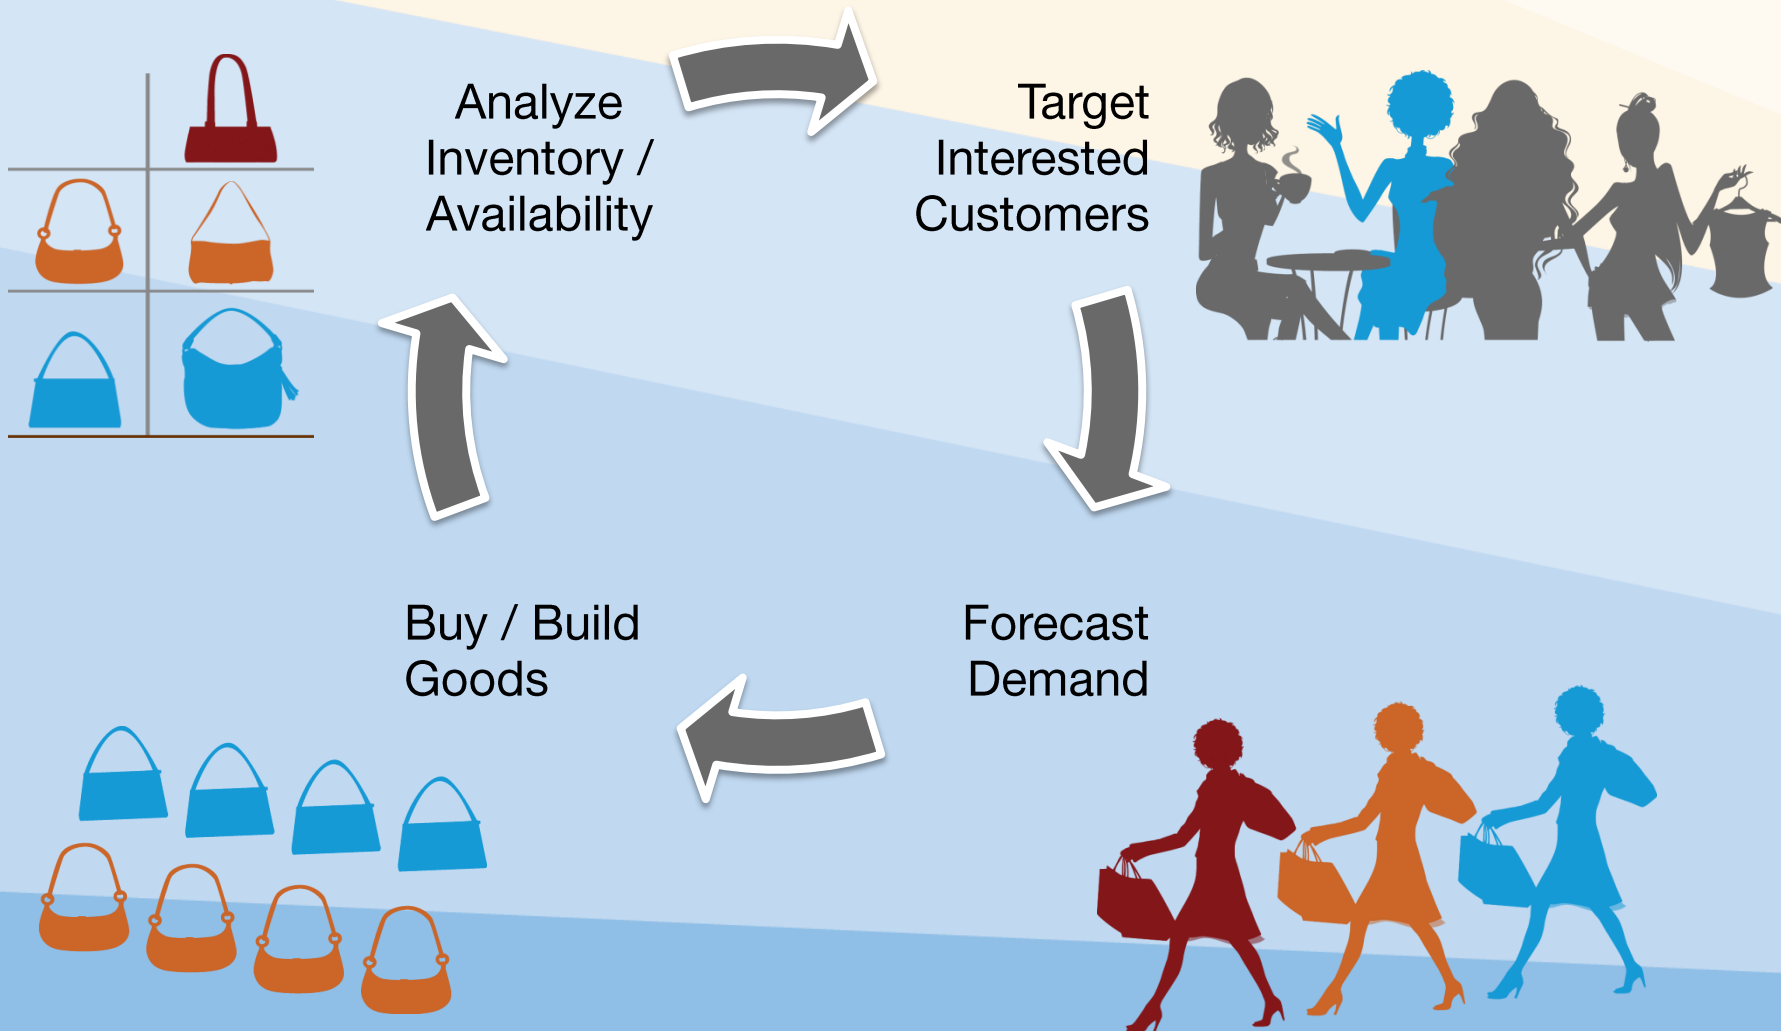 Analyze
Inventory /
Availability
Target
Interested
Customers
Buy / Build
Goods
Forecast
Demand